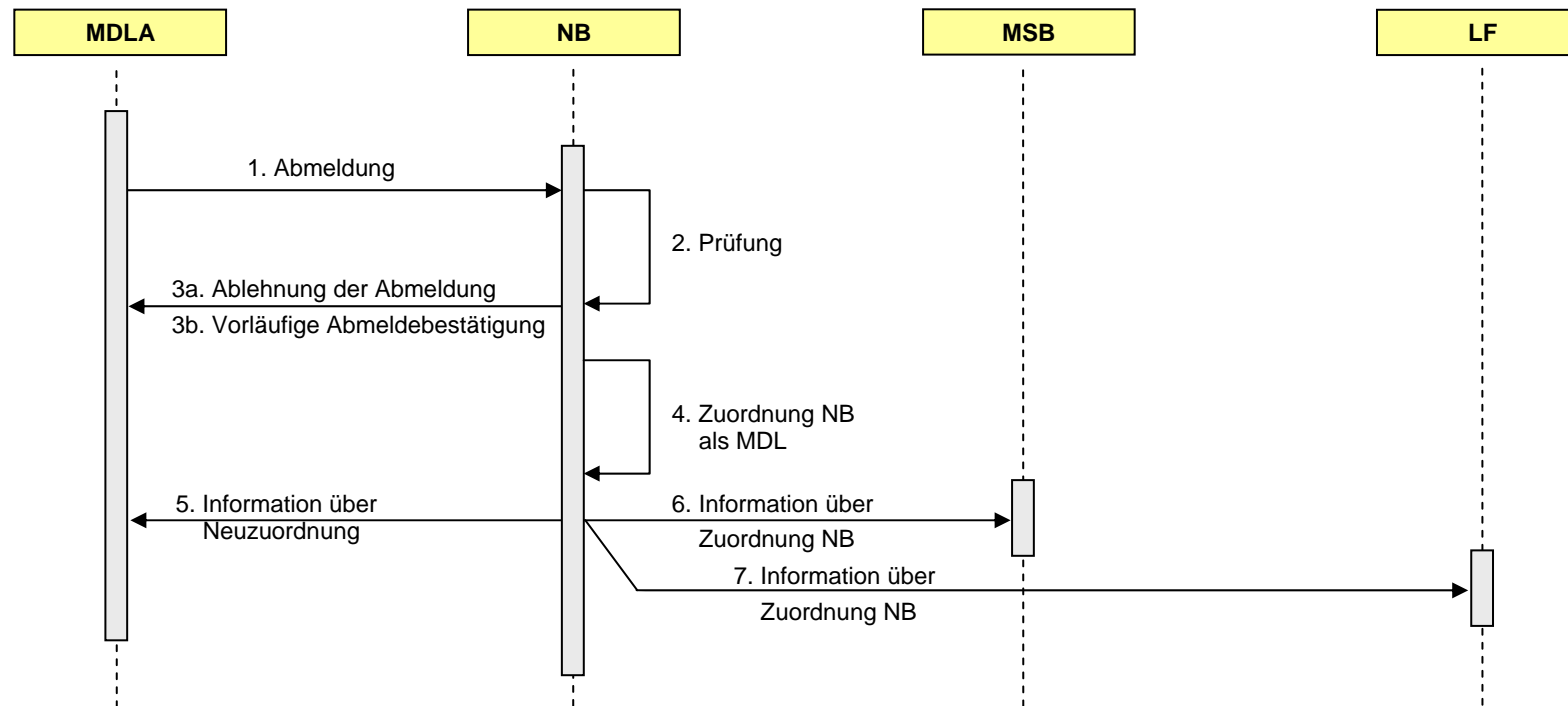 MDLA
NB
MSB
LF
1. Abmeldung
2. Prüfung
3a. Ablehnung der Abmeldung
3b. Vorläufige Abmeldebestätigung
4. Zuordnung NB
als MDL
5. Information über
Neuzuordnung
6. Information über
Zuordnung NB
7. Information über
Zuordnung NB